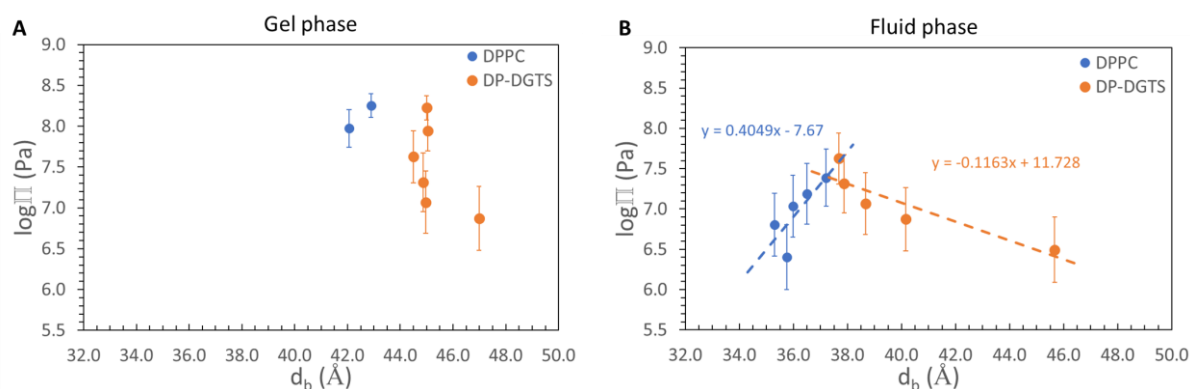 Gel phase
A
9.0
8.5
8.0
7.5
7.0
6.5
6.0
5.5
logΠ (Pa)
DPPC
DP-DGTS
32.0 34.0 36.0 38.0 40.0 42.0 44.0 46.0 48.0 50.0
d_b (Å)
Fluid phase
B
9.0
8.5
8.0
7.5
7.0
6.5
6.0
5.5
logΠ (Pa)
DPPC
DP-DGTS
y = 0.4049x - 7.67
y = -0.1163x + 11.728
32.0 34.0 36.0 38.0 40.0 42.0 44.0 46.0 48.0 50.0
d_b (Å)